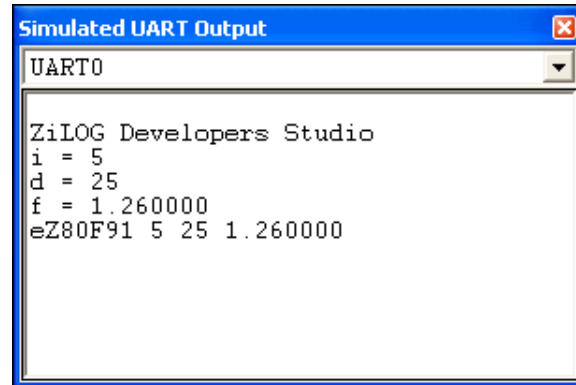 Simulated UART Output
UART0
ZiLOG Developers Studio
i = 5
d = 25
f = 1.260000
eZ80F91 5 25 1.260000